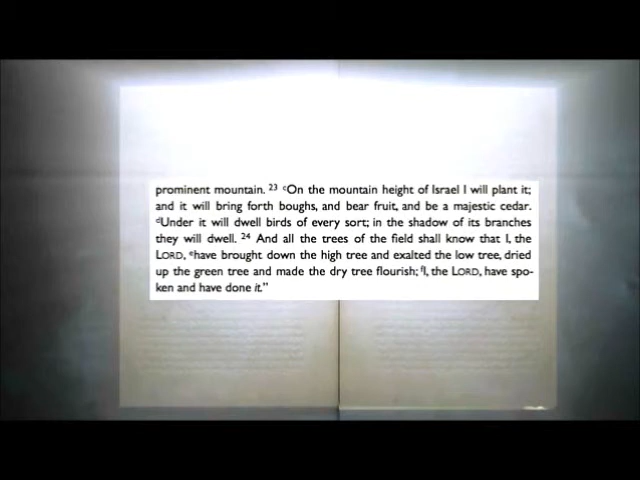 prominent mountain. 23 cOn the mountain height of Israel I will plant it;
and it will bring forth boughs, and bear fruit, and be a majestic cedar.
dUnder it will dwell birds of every sort; in the shadow of its branches
they will dwell. 24 And all the trees of the field shall know that I, the
LORD, ehave brought down the high tree and exalted the low tree, dried
up the green tree and made the dry tree flourish; fI, the LORD, have spo-
ken and have done it.”